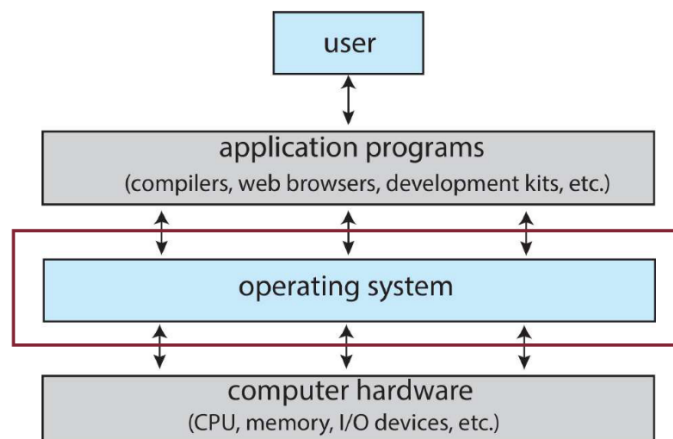 user
application programs
(compilers, web browsers, development kits, etc.)
operating system
computer hardware
(CPU, memory, I/O devices, etc.)